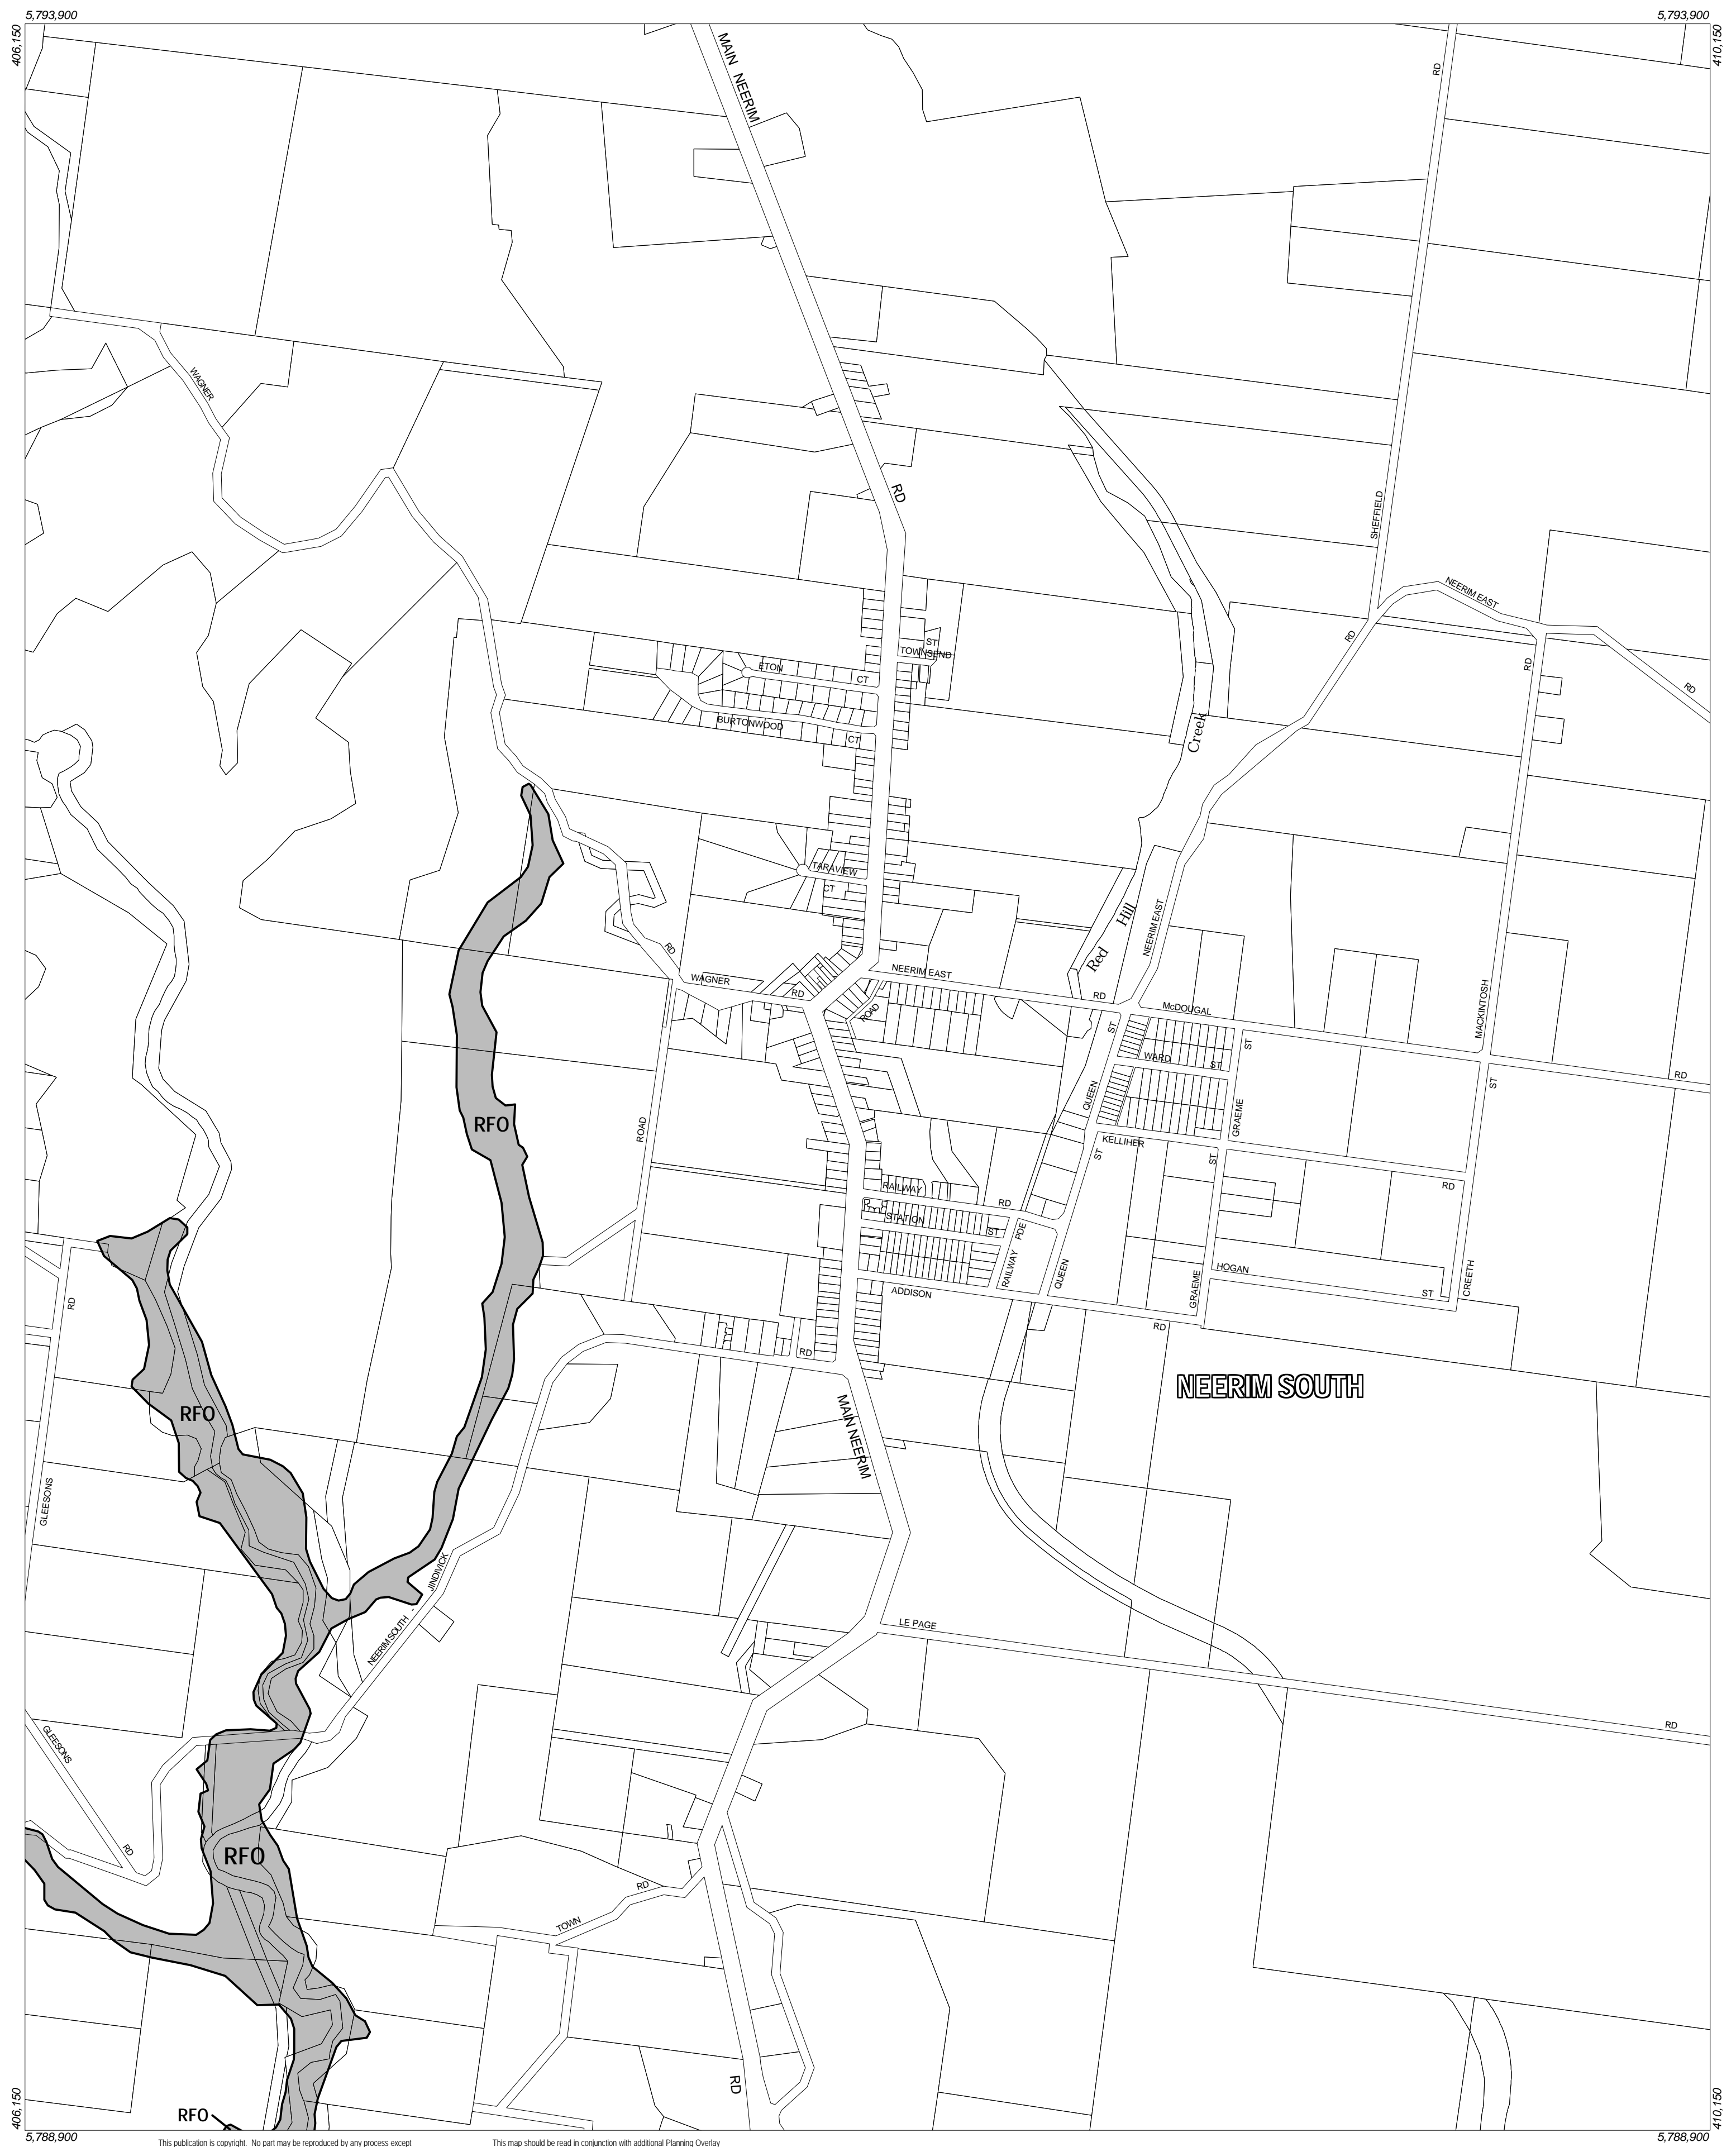 5,793,900
5,793,900
406,150
410,150
MAIN NEERIM
RD
WAGNER
RD
SHEFFIELD
NEERIM EAST
ST
TOWNSEND
RD
ETON
CT
RD
RD
BURTONWOOD
CT
Creek
TARAVIEW
CT
Hill
NEERIM EAST
RD
Red
WAGNER
NEERIM EAST
RD
RD
McDOUGAL
MACKINTOSH
ROAD
ST
ST
WARD
ST
RD
ST
QUEEN
RFO
GRAEME
ROAD
KELLIHER
ST
ST
RAILWAY
RD
RD
STATION
ST
PDE
RAILWAY
QUEEN
HOGAN
GRAEME
ST
CREETH
ADDISON
RD
RD
RD
NEERIM SOUTH
MAIN NEERIM
RFO
GLEESONS
NEERIM SOUTH - JINDIVICK
LE PAGE
RD
GLEESONS
RD
RFO
RD
TOWN
RD
RFO
406,150
410,150
5,788,900
5,788,900
This publication is copyright. No part may be reproduced by any process except
This map should be read in conjunction with additional Planning Overlay